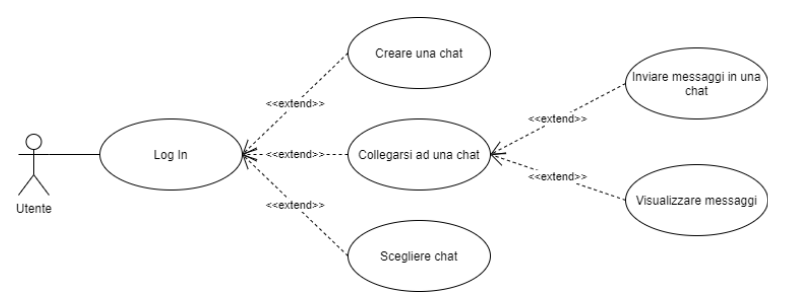 Creare una chat
<<extend>>
Inviare messaggi in una
chat
<<extend>>
Log In
<<extend>>
Collegarsi ad una chat
<<extend>>
Visualizzare messaggi
Utente
<<extend>>
Scegliere chat